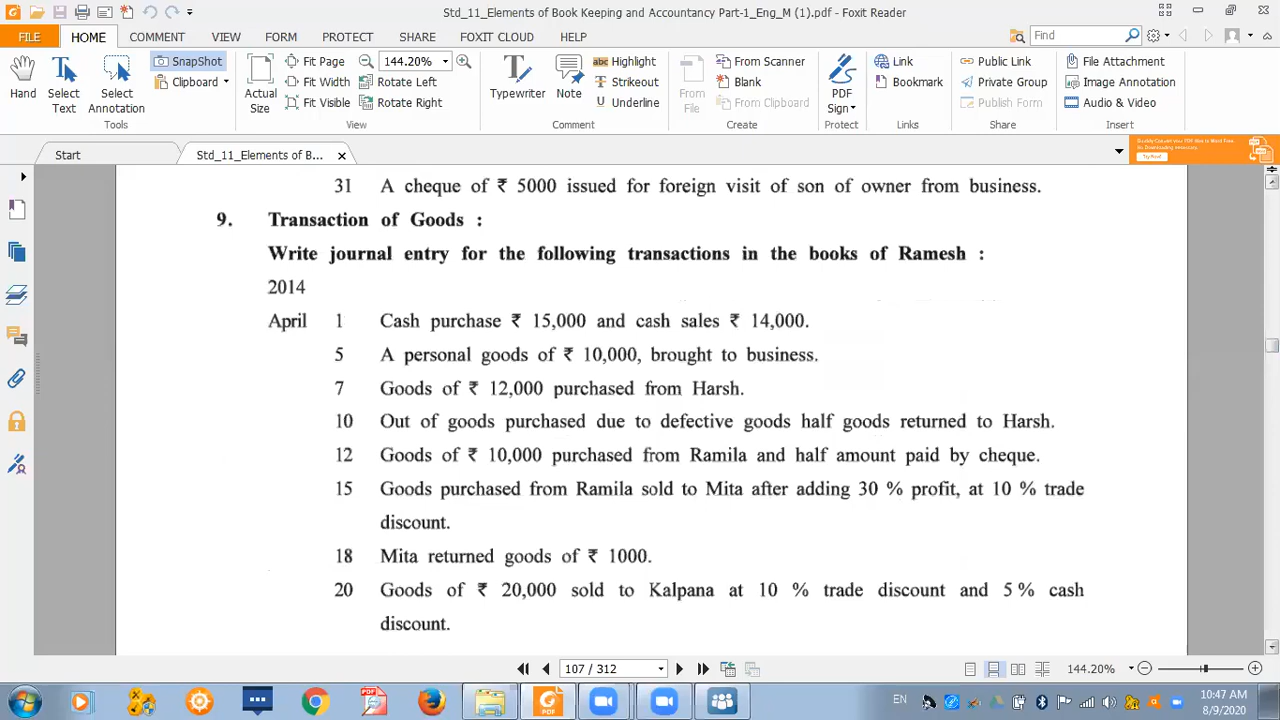 Std_11_Elements of Book Keeping and Accountancy Part-1_Eng_M (1).pdf - Foxit Reader
FILE HOME COMMENT VIEW FORM PROTECT SHARE FOXIT CLOUD HELP Find
SnapShot Fit Page 144.20% Highlight From Scanner Link Public Link File Attachment
Clipboard Fit Width Rotate Left Strikeout Blank Bookmark Private Group Image Annotation
Hand Select Text Select Annotation Actual Size Fit Visible Rotate Right Typewriter Note Underline From File From Clipboard PDF Sign Publish Form Audio & Video
Tools View Comment Create Protect Links Share Insert
Start Std_11_Elements of B...
31 A cheque of ₹ 5000 issued for foreign visit of son of owner from business.
9. Transaction of Goods :
Write journal entry for the following transactions in the books of Ramesh :
2014
April 1 Cash purchase ₹ 15,000 and cash sales ₹ 14,000.
5 A personal goods of ₹ 10,000, brought to business.
7 Goods of ₹ 12,000 purchased from Harsh.
10 Out of goods purchased due to defective goods half goods returned to Harsh.
12 Goods of ₹ 10,000 purchased from Ramila and half amount paid by cheque.
15 Goods purchased from Ramila sold to Mita after adding 30 % profit, at 10 % trade
discount.
18 Mita returned goods of ₹ 1000.
20 Goods of ₹ 20,000 sold to Kalpana at 10 % trade discount and 5 % cash
discount.
107 / 312 144.20%
EN 10:47 AM
8/9/2020